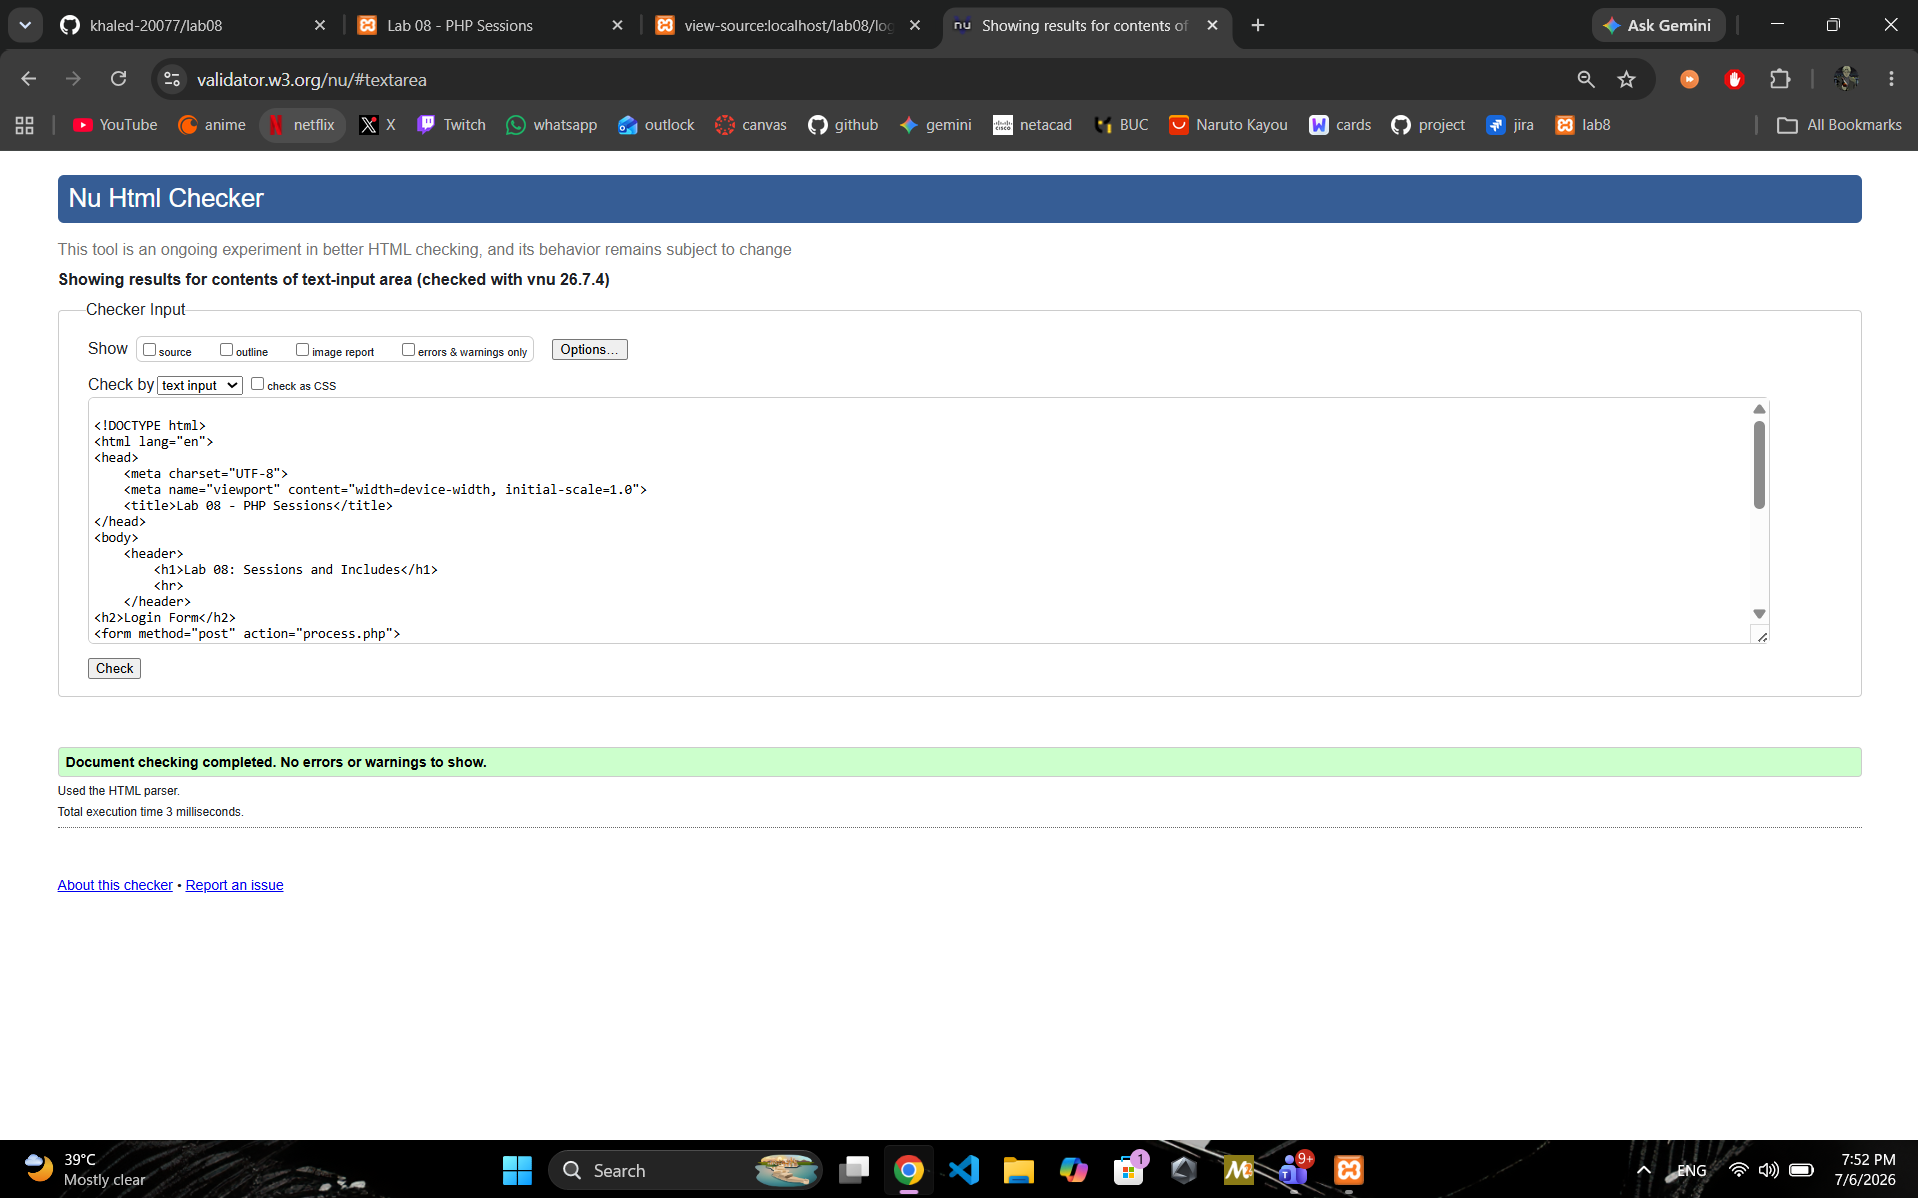 khaled-20077/lab08
Lab 08 - PHP Sessions
view-source:localhost/lab08/log
Showing results for contents of
Ask Gemini
validator.w3.org/nu/#textarea
YouTube anime netflix X Twitch whatsapp outlock canvas github gemini netacad BUC Naruto Kayou cards project jira lab8 All Bookmarks
Nu Html Checker
This tool is an ongoing experiment in better HTML checking, and its behavior remains subject to change
Showing results for contents of text-input area (checked with vnu 26.7.4)
Checker Input
Show source outline image report errors & warnings only Options...
Check by text input check as CSS
<!DOCTYPE html>
<html lang="en">
<head>
    <meta charset="UTF-8">
    <meta name="viewport" content="width=device-width, initial-scale=1.0">
    <title>Lab 08 - PHP Sessions</title>
</head>
<body>
    <header>
        <h1>Lab 08: Sessions and Includes</h1>
        <hr>
    </header>
<h2>Login Form</h2>
<form method="post" action="process.php">
Check
Document checking completed. No errors or warnings to show.
Used the HTML parser.
Total execution time 3 milliseconds.
About this checker • Report an issue
39°C
Mostly clear
Search
1
9+
ENG
7:52 PM
7/6/2026